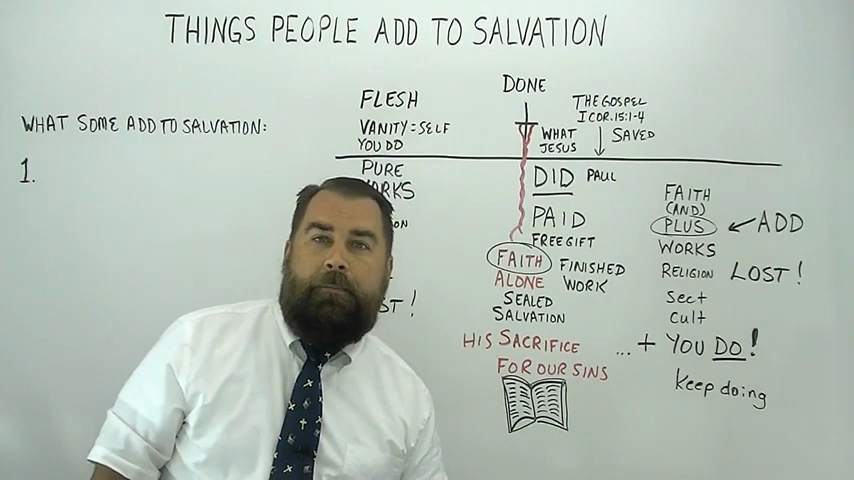 THINGS PEOPLE ADD TO SALVATION
WHAT SOME ADD TO SALVATION:
1.
FLESH
VANITY=SELF
YOU DO
PURE
DONE
THE GOSPEL
I COR.15:1-4
SAVED
WHAT
JESUS
DID PAUL
PAID
FREE GIFT
FAITH
ALONE
FINISHED
WORK
SEALED
SALVATION
HIS SACRIFICE
FOR OUR SINS
FAITH
(AND)
PLUS
ADD
WORKS
RELIGION LOST!
Sect
Cult
... + YOU DO!
Keep doing